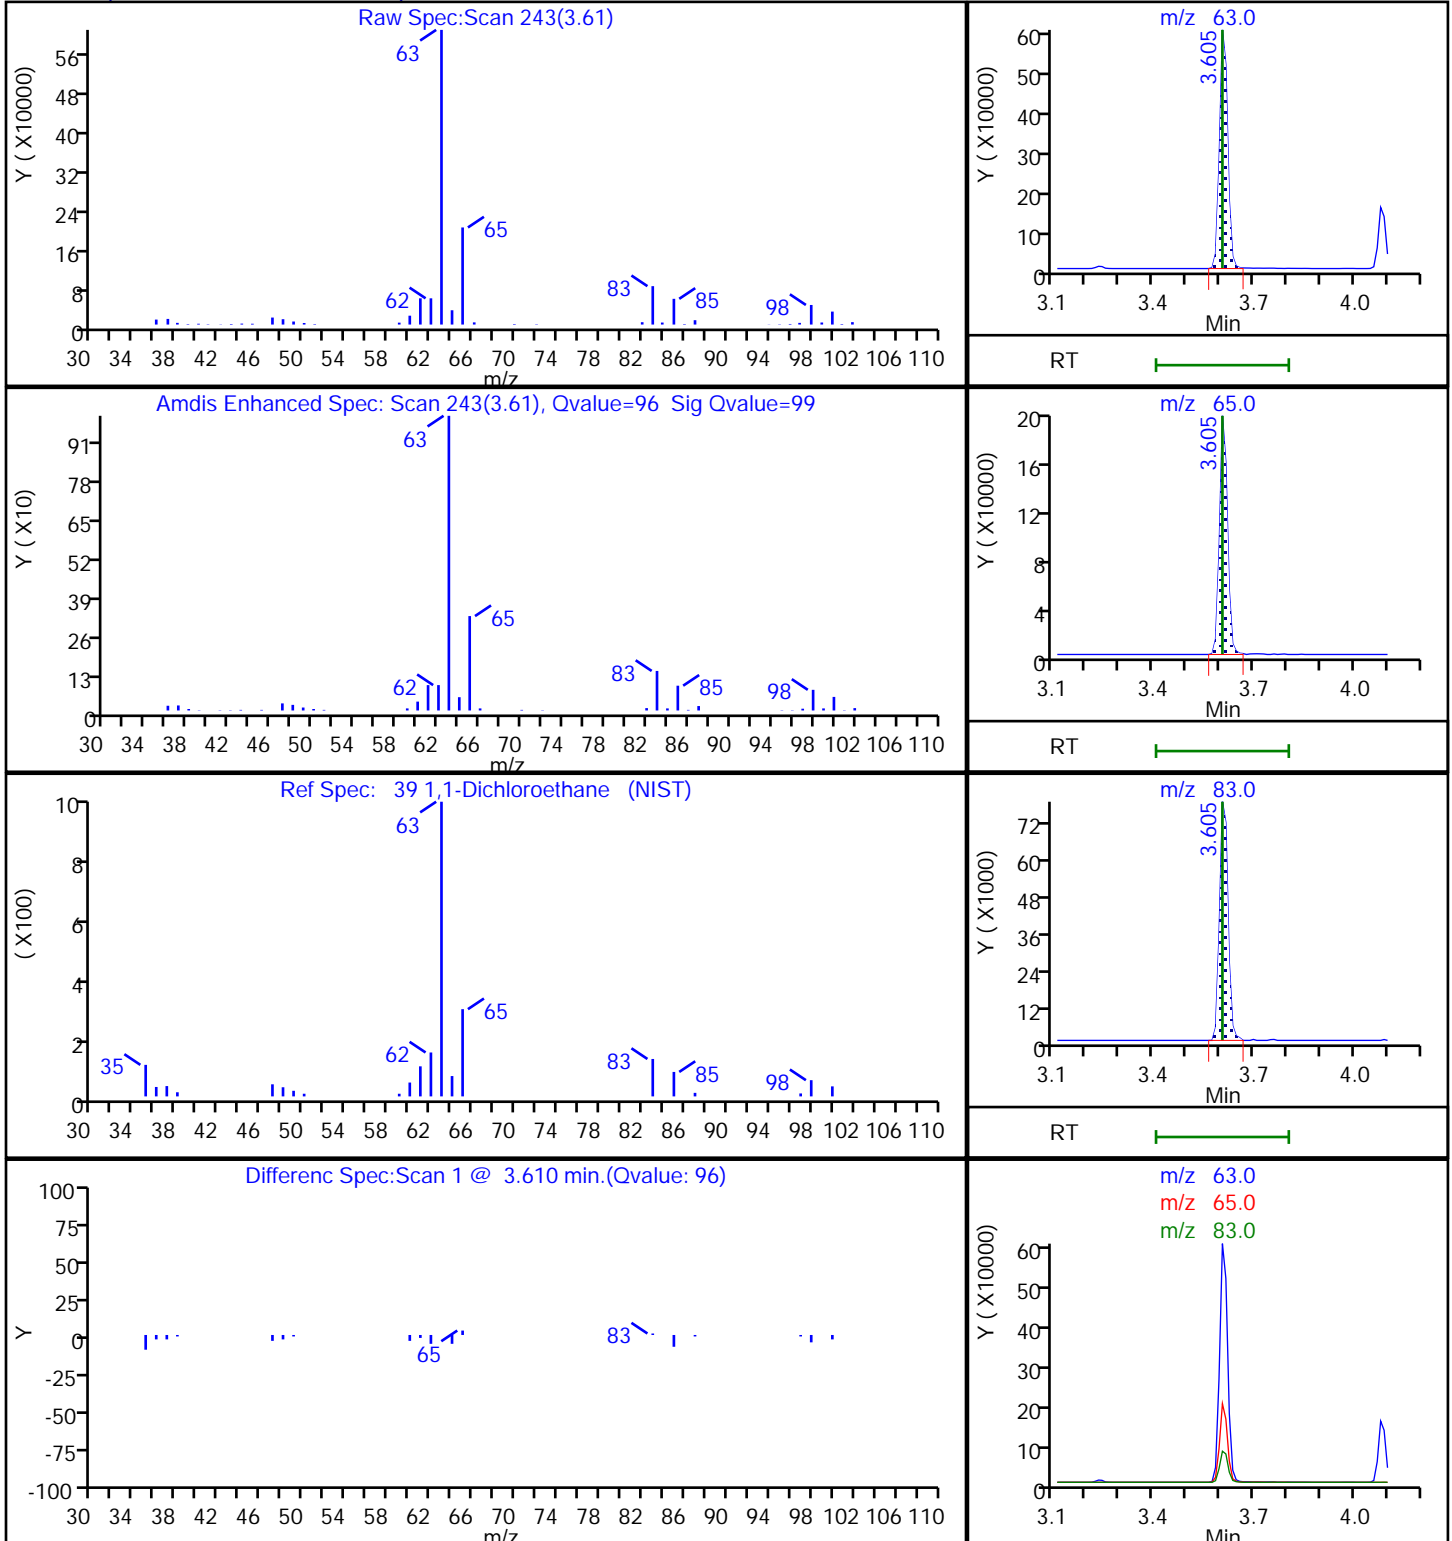 Raw Spec:Scan 243(3.61)
Y ( X10000)
56
48
40
32
24
16
8
0
63
65
62
83
85
98
30 34 38 42 46 50 54 58 62 66 70 74 78 82 86 90 94 98 102 106 110
m/z
m/z 63.0
Y ( X10000)
60
50
40
30
20
10
0
3.605
3.1 3.4 3.7 4.0
Min
RT
Amdis Enhanced Spec: Scan 243(3.61), Qvalue=96 Sig Qvalue=99
Y ( X10)
91
78
65
52
39
26
13
0
63
65
62
83
85
98
30 34 38 42 46 50 54 58 62 66 70 74 78 82 86 90 94 98 102 106 110
m/z
m/z 65.0
Y ( X10000)
20
16
12
8
4
0
3.605
3.1 3.4 3.7 4.0
Min
RT
Ref Spec: 39 1,1-Dichloroethane (NIST)
( X100)
10
8
6
4
2
0
63
65
35
62
83
85
98
30 34 38 42 46 50 54 58 62 66 70 74 78 82 86 90 94 98 102 106 110
m/z 83.0
Y ( X1000)
72
60
48
36
24
12
0
3.605
3.1 3.4 3.7 4.0
Min
RT
Differenc Spec:Scan 1 @ 3.610 min.(Qvalue: 96)
Y
100
75
50
25
0
-25
-50
-75
-100
65
83
30 34 38 42 46 50 54 58 62 66 70 74 78 82 86 90 94 98 102 106 110
m/z
m/z 63.0
m/z 65.0
m/z 83.0
Y ( X10000)
60
50
40
30
20
10
0
3.1 3.4 3.7 4.0
Min